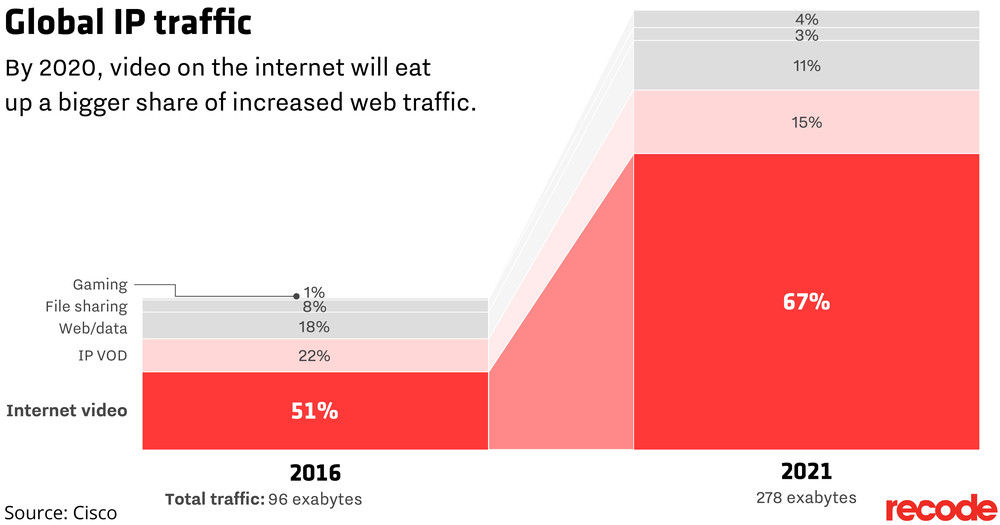 Global IP traffic
By 2020, video on the internet will eat
up a bigger share of increased web traffic.
4%
3%
11%
15%
67%
Gaming
1%
File sharing
8%
Web/data
18%
IP VOD
22%
Internet video
51%
2016
Total traffic: 96 exabytes
2021
278 exabytes
Source: Cisco
recode